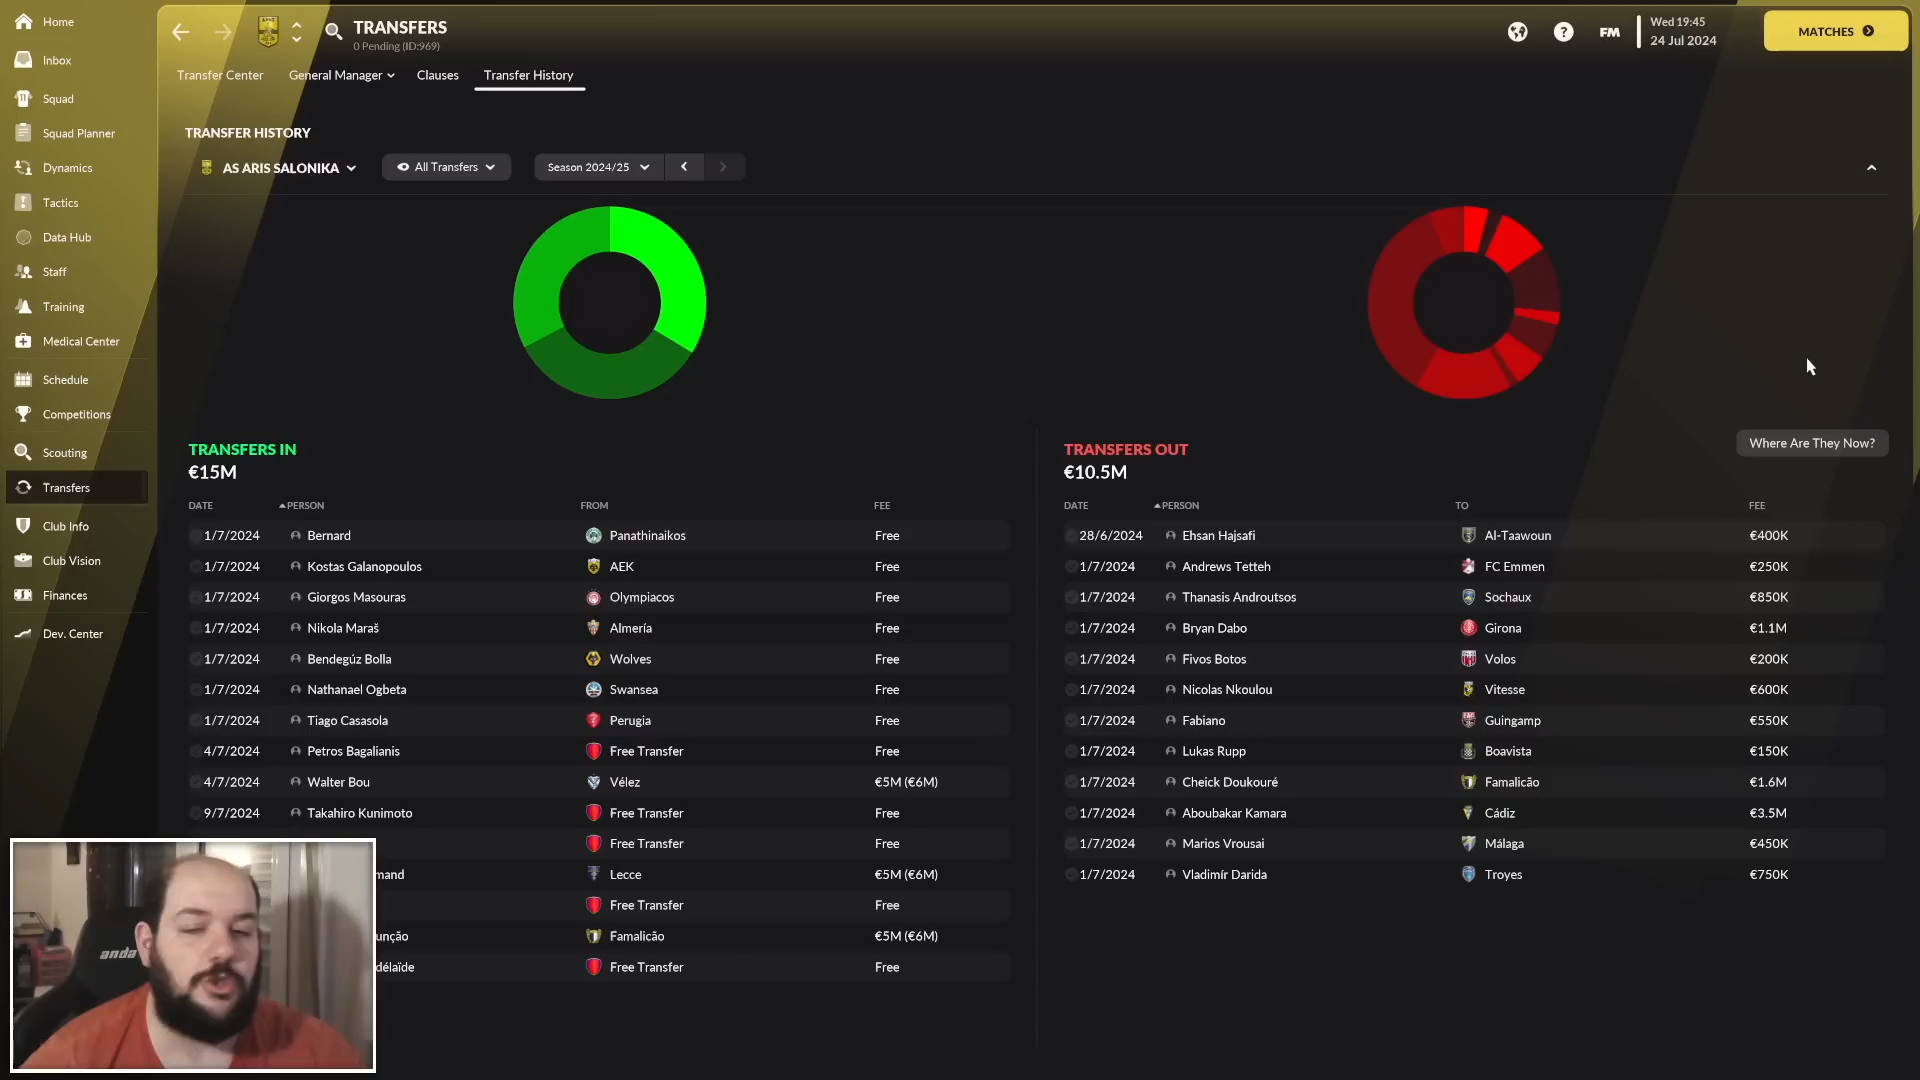 Home
Inbox
Squad
Squad Planner
Dynamics
Tactics
Data Hub
Staff
Training
Medical Center
Schedule
Competitions
Scouting
Transfers
Club Info
Club Vision
Finances
Dev. Center
TRANSFERS
0 Pending (ID:969)
FM
Wed 19:45
24 Jul 2024
MATCHES
Transfer Center General Manager Clauses Transfer History
TRANSFER HISTORY
AS ARIS SALONIKA All Transfers Season 2024/25
TRANSFERS IN
€15M
DATE PERSON FROM FEE
1/7/2024 Bernard Panathinaikos Free
1/7/2024 Kostas Galanopoulos AEK Free
1/7/2024 Giorgos Masouras Olympiacos Free
1/7/2024 Nikola Maraš Almería Free
1/7/2024 Bendegúz Bolla Wolves Free
1/7/2024 Nathanael Ogbeta Swansea Free
1/7/2024 Tiago Casasola Perugia Free
4/7/2024 Petros Bagalianis Free Transfer Free
4/7/2024 Walter Bou Vélez €5M (€6M)
9/7/2024 Takahiro Kunimoto Free Transfer Free
Free Transfer Free
mand Lecce €5M (€6M)
Free Transfer Free
unção Famalicão €5M (€6M)
délaïde Free Transfer Free
TRANSFERS OUT
€10.5M
Where Are They Now?
DATE PERSON TO FEE
28/6/2024 Ehsan Hajsafi Al-Taawoun €400K
1/7/2024 Andrews Tetteh FC Emmen €250K
1/7/2024 Thanasis Androutsos Sochaux €850K
1/7/2024 Bryan Dabo Girona €1.1M
1/7/2024 Fivos Botos Volos €200K
1/7/2024 Nicolas Nkoulou Vitesse €600K
1/7/2024 Fabiano Guingamp €550K
1/7/2024 Lukas Rupp Boavista €150K
1/7/2024 Cheick Doukouré Famalicão €1.6M
1/7/2024 Aboubakar Kamara Cádiz €3.5M
1/7/2024 Marios Vrousai Málaga €450K
1/7/2024 Vladimír Darida Troyes €750K
anda